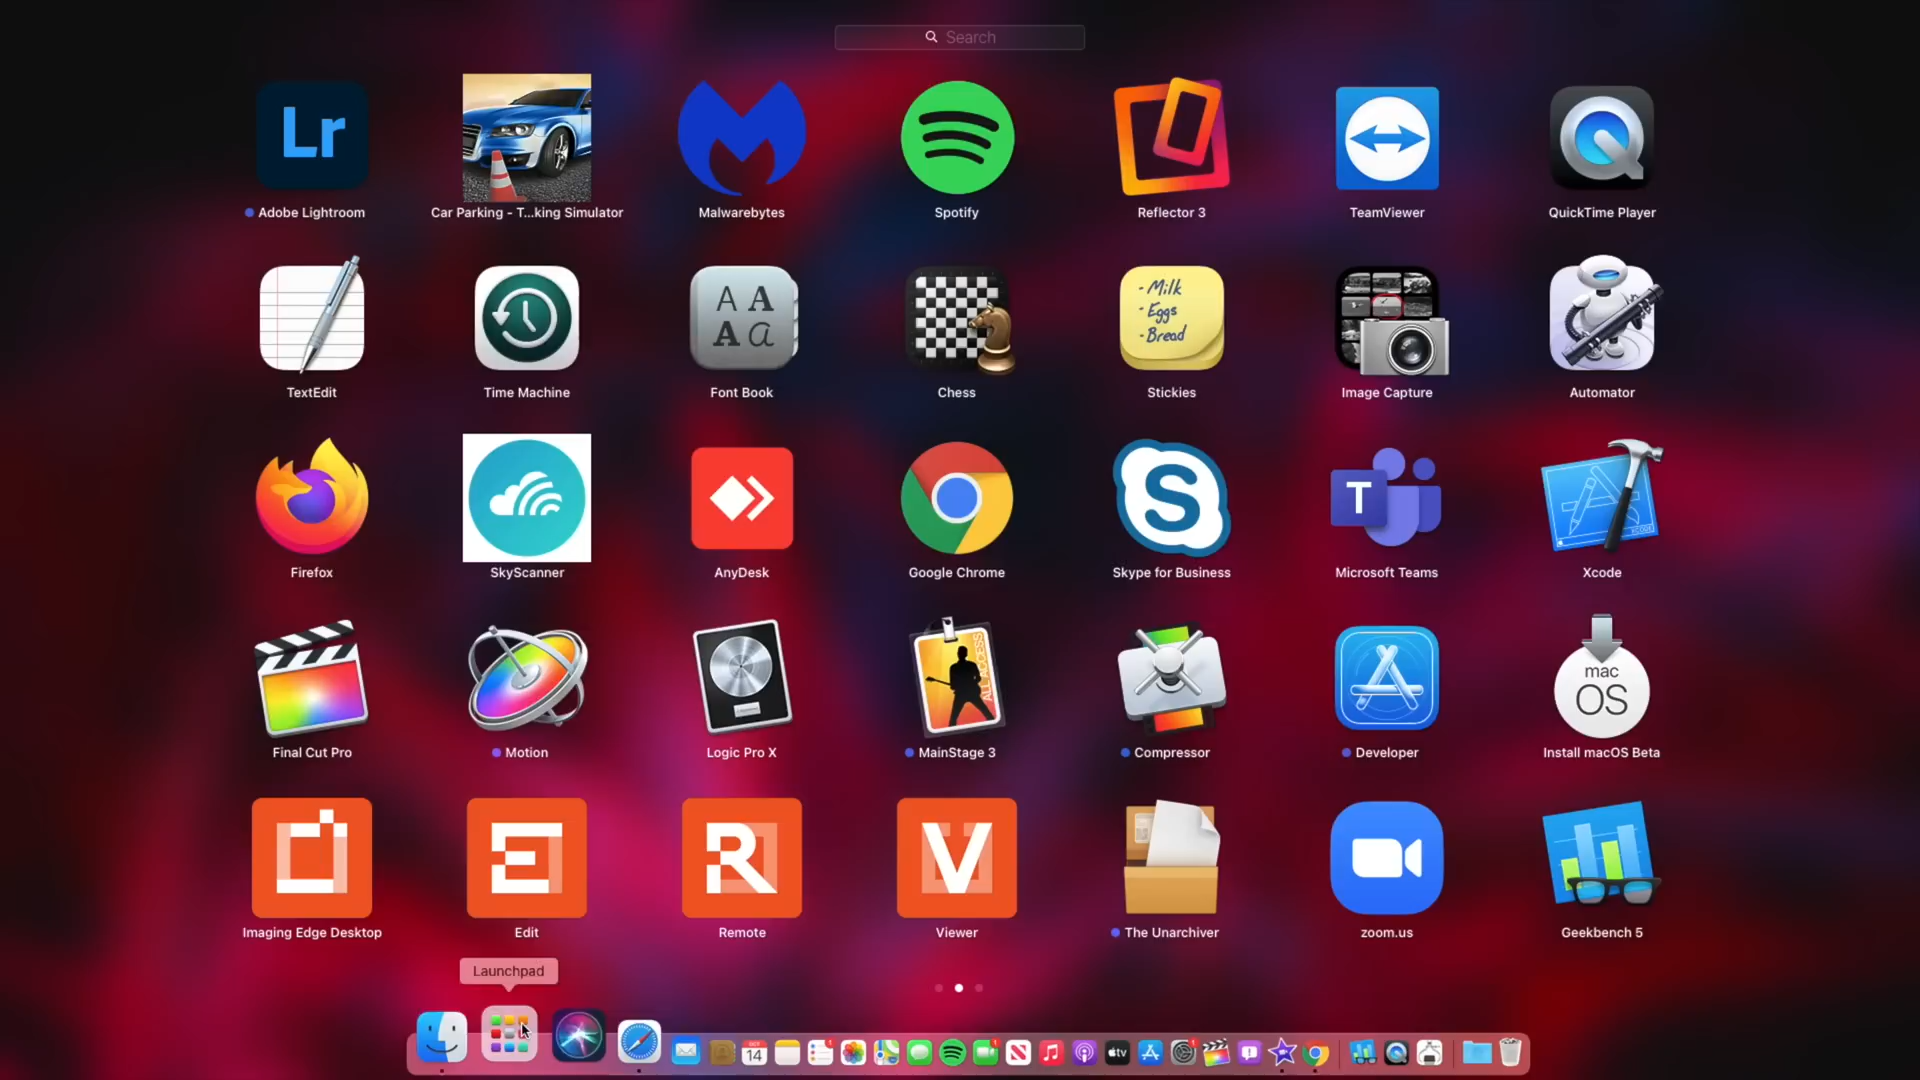 Search
Lr
Adobe Lightroom
Car Parking - T...king Simulator
Malwarebytes
Spotify
Reflector 3
TeamViewer
QuickTime Player
A A
A a
- Milk
- Eggs
- Bread
TextEdit
Time Machine
Font Book
Chess
Stickies
Image Capture
Automator
S
T
Firefox
SkyScanner
AnyDesk
Google Chrome
Skype for Business
Microsoft Teams
Xcode
ALL ACCESS
mac
OS
Final Cut Pro
Motion
Logic Pro X
MainStage 3
Compressor
Developer
Install macOS Beta
E
R
V
Imaging Edge Desktop
Edit
Remote
Viewer
The Unarchiver
zoom.us
Geekbench 5
Launchpad
14
tv